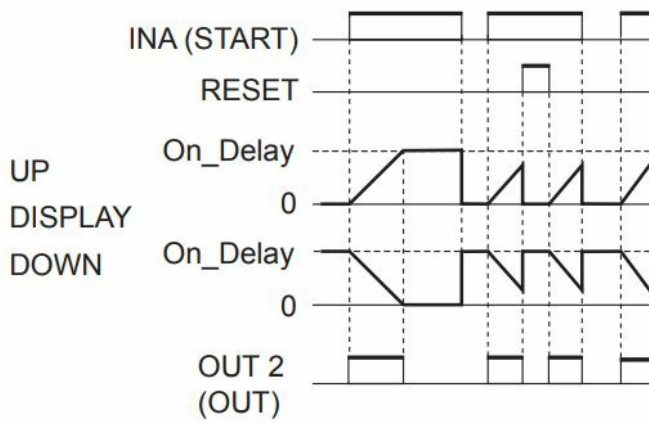 INA (START)
RESET
On_Delay
UP
0
DISPLAY
On_Delay
DOWN
0
OUT 2
(OUT)